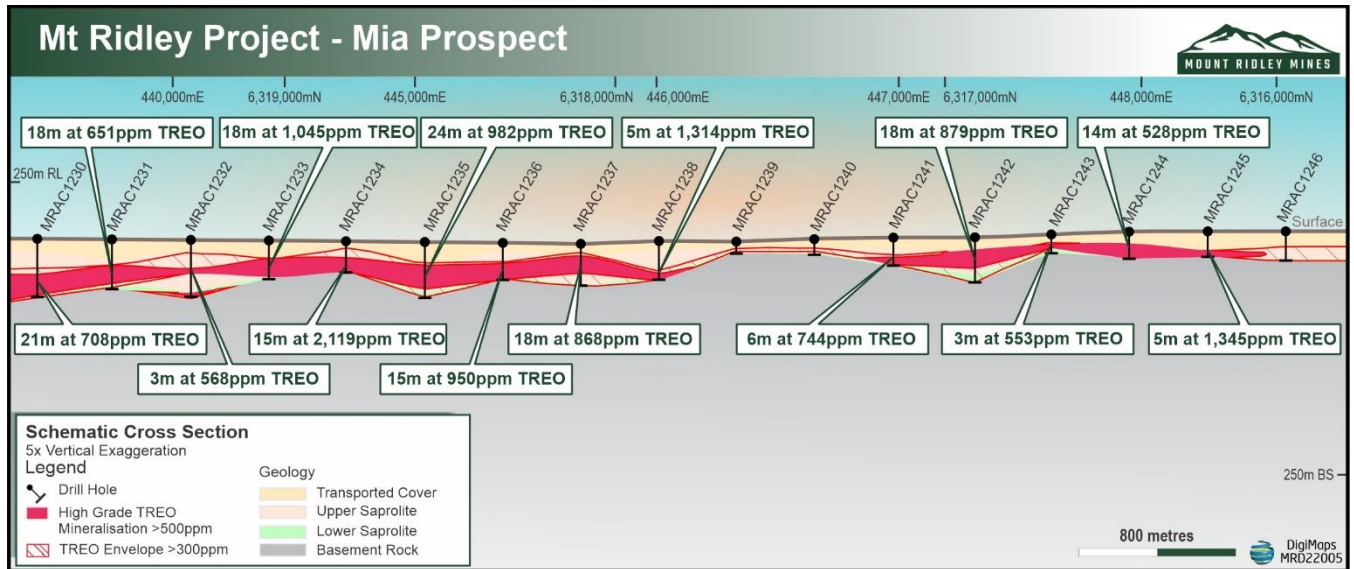 Mt Ridley Project - Mia Prospect
MOUNT RIDLEY MINES
440,000mE
6,319,000mN
445,000mE
6,318,000mN
446,000mE
447,000mE
6,317,000mN
448,000mE
6,316,000mN
18m at 651ppm TREO
18m at 1,045ppm TREO
24m at 982ppm TREO
5m at 1,314ppm TREO
18m at 879ppm TREO
14m at 528ppm TREO
250m RL
MRAC1230
MRAC1231
MRAC1232
MRAC1233
MRAC1234
MRAC1235
MRAC1236
MRAC1237
MRAC1238
MRAC1239
MRAC1240
MRAC1241
MRAC1242
MRAC1243
MRAC1244
MRAC1245
MRAC1246
Surface
21m at 708ppm TREO
15m at 2,119ppm TREO
18m at 868ppm TREO
6m at 744ppm TREO
3m at 553ppm TREO
5m at 1,345ppm TREO
3m at 568ppm TREO
15m at 950ppm TREO
Schematic Cross Section
5x Vertical Exaggeration
Legend
Drill Hole
High Grade TREO
Mineralisation >500ppm
TREO Envelope >300ppm
Geology
Transported Cover
Upper Saprolite
Lower Saprolite
Basement Rock
250m BS
800 metres
DigiMaps
MRD22005